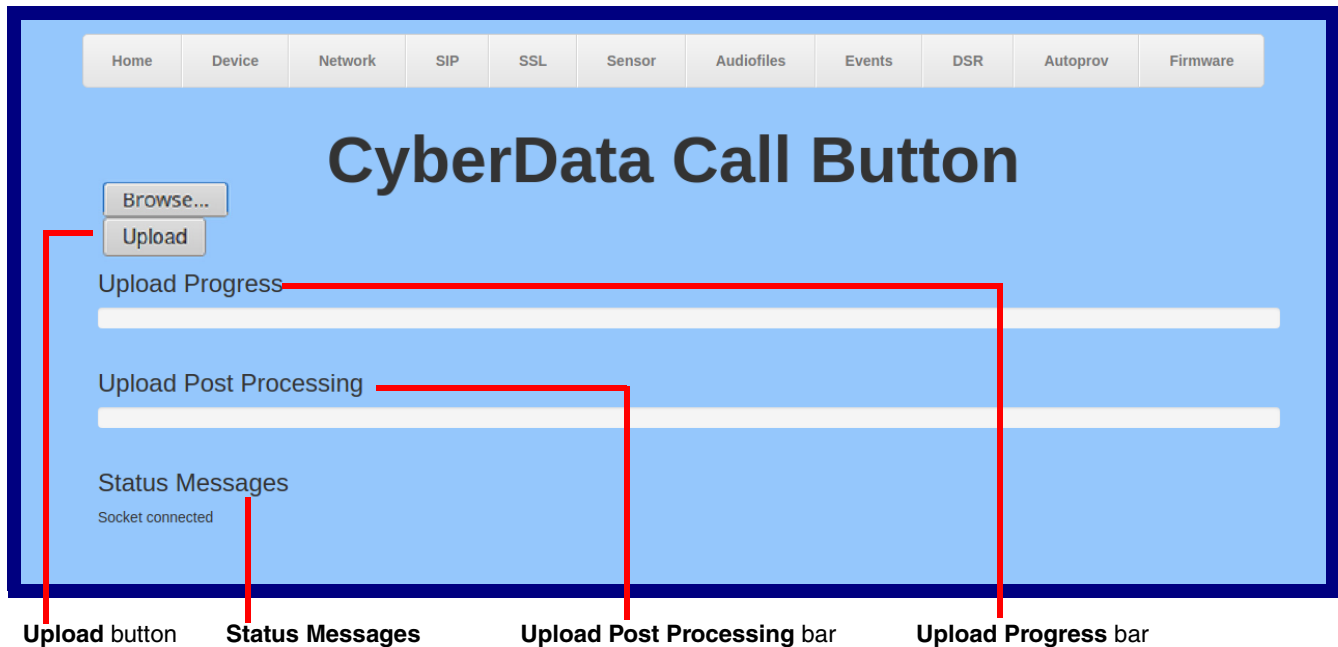 Home Device Network SIP SSL Sensor Audiofiles Events DSR Autoprov Firmware
CyberData Call Button
Browse...
Upload
Upload Progress
Upload Post Processing
Status Messages
Socket connected
Upload button Status Messages Upload Post Processing bar Upload Progress bar